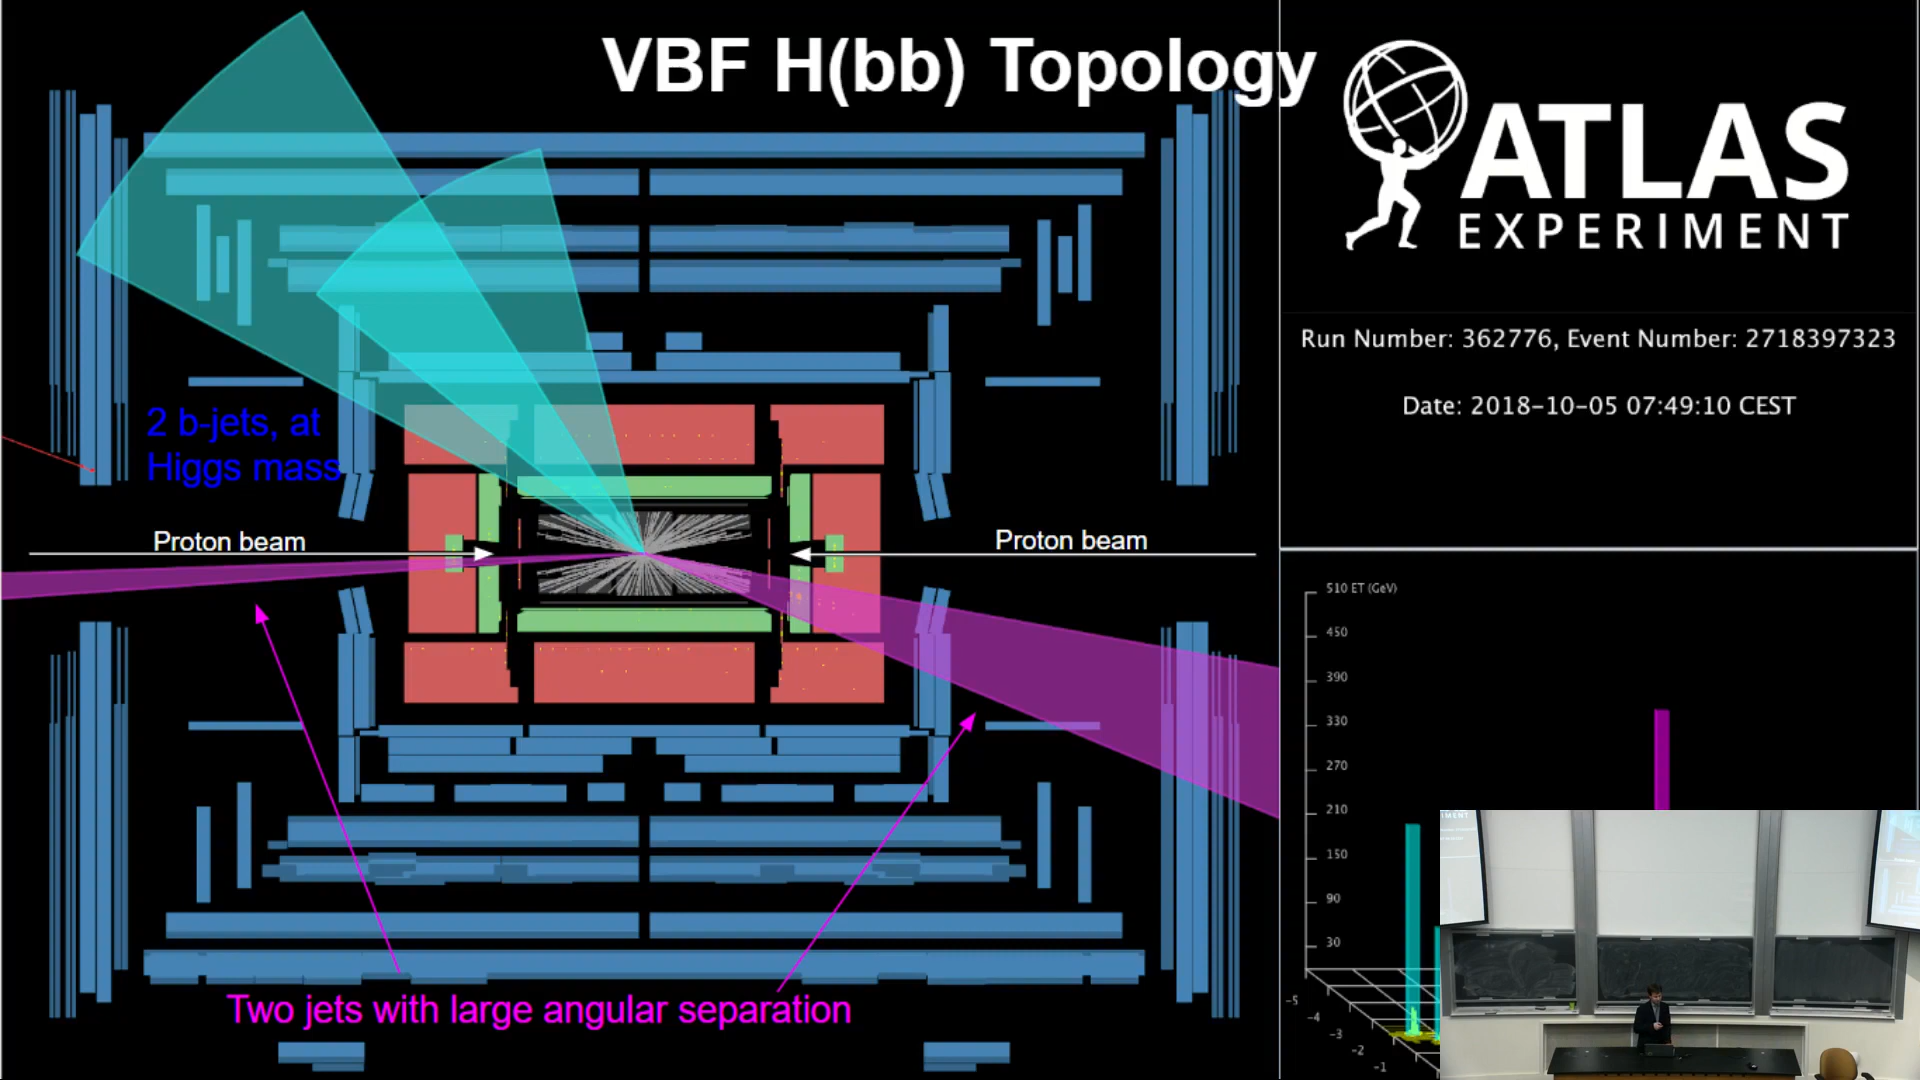 VBF H(bb) Topology
ATLAS
EXPERIMENT
Run Number: 362776, Event Number: 2718397323
Date: 2018-10-05 07:49:10 CEST
2 b-jets, at
Higgs mass
Proton beam
Proton beam
Two jets with large angular separation
510 ET (GeV)
450
390
330
270
210
150
90
30
-5
-4
-3
-2
-1